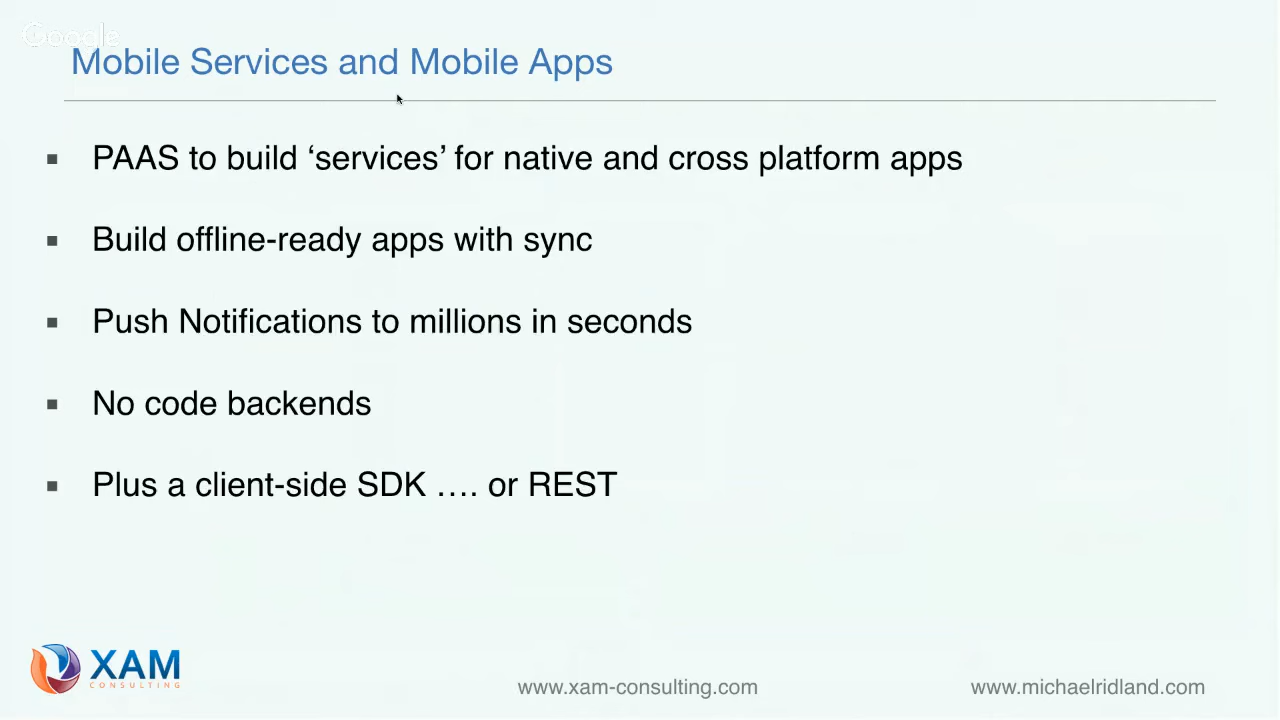 Google
Mobile Services and Mobile Apps
PAAS to build ‘services’ for native and cross platform apps
Build offline-ready apps with sync
Push Notifications to millions in seconds
No code backends
Plus a client-side SDK …. or REST
XAM
CONSULTING
www.xam-consulting.com
www.michaelridland.com